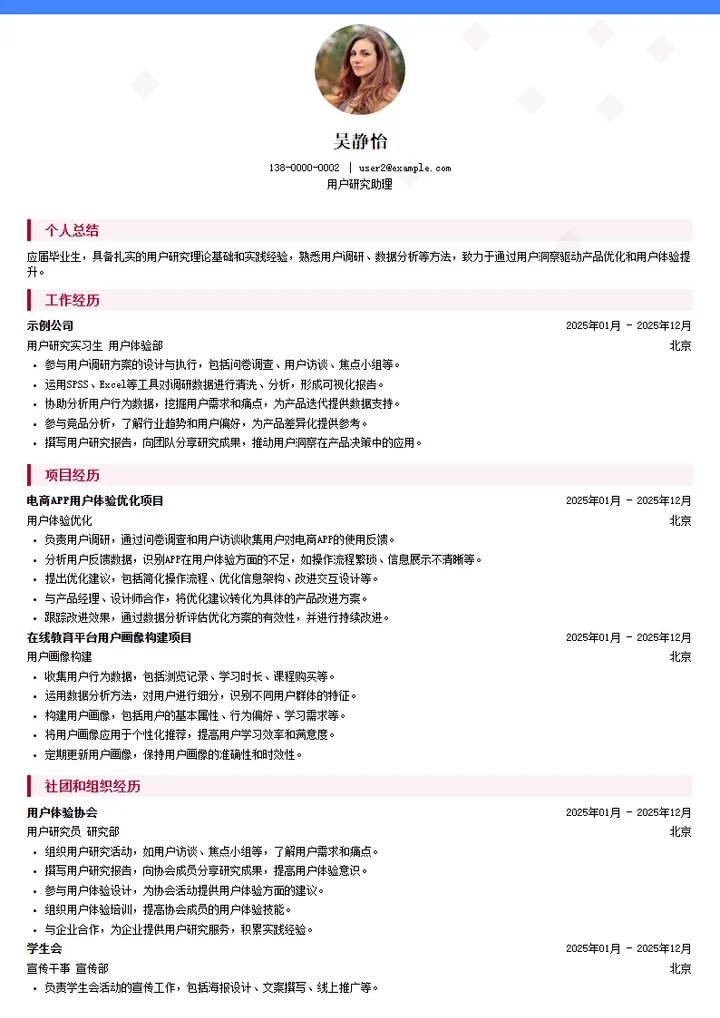 吴静怡
138-0000-0002 | user2@example.com
用户研究助理
个人总结
应届毕业生，具备扎实的用户研究理论基础和实践经验，熟悉用户调研、数据分析等方法，致力于通过用户洞察驱动产品优化和用户体验提
升。
工作经历
示例公司 2025年01月 - 2025年12月
用户研究实习生 用户体验部 北京
• 参与用户调研方案的设计与执行，包括问卷调查、用户访谈、焦点小组等。
• 运用SPSS、Excel等工具对调研数据进行清洗、分析，形成可视化报告。
• 协助分析用户行为数据，挖掘用户需求和痛点，为产品迭代提供数据支持。
• 参与竞品分析，了解行业趋势和用户偏好，为产品差异化提供参考。
• 撰写用户研究报告，向团队分享研究成果，推动用户洞察在产品决策中的应用。
项目经历
电商APP用户体验优化项目 2025年01月 - 2025年12月
用户体验优化 北京
• 负责用户调研，通过问卷调查和用户访谈收集用户对电商APP的使用反馈。
• 分析用户反馈数据，识别APP在用户体验方面的不足，如操作流程繁琐、信息展示不清晰等。
• 提出优化建议，包括简化操作流程、优化信息架构、改进交互设计等。
• 与产品经理、设计师合作，将优化建议转化为具体的产品改进方案。
• 跟踪改进效果，通过数据分析评估优化方案的有效性，并进行持续改进。
在线教育平台用户画像构建项目 2025年01月 - 2025年12月
用户画像构建 北京
• 收集用户行为数据，包括浏览记录、学习时长、课程购买等。
• 运用数据分析方法，对用户进行细分，识别不同用户群体的特征。
• 构建用户画像，包括用户的基本属性、行为偏好、学习需求等。
• 将用户画像应用于个性化推荐，提高用户学习效率和满意度。
• 定期更新用户画像，保持用户画像的准确性和时效性。
社团和组织经历
用户体验协会 2025年01月 - 2025年12月
用户研究员 研究部 北京
• 组织用户研究活动，如用户访谈、焦点小组等，了解用户需求和痛点。
• 撰写用户研究报告，向协会成员分享研究成果，提高用户体验意识。
• 参与用户体验设计，为协会活动提供用户体验方面的建议。
• 组织用户体验培训，提高协会成员的用户体验技能。
• 与企业合作，为企业提供用户研究服务，积累实践经验。
学生会 2025年01月 - 2025年12月
宣传干事 宣传部 北京
• 负责学生会活动的宣传工作，包括海报设计、文案撰写、线上推广等。